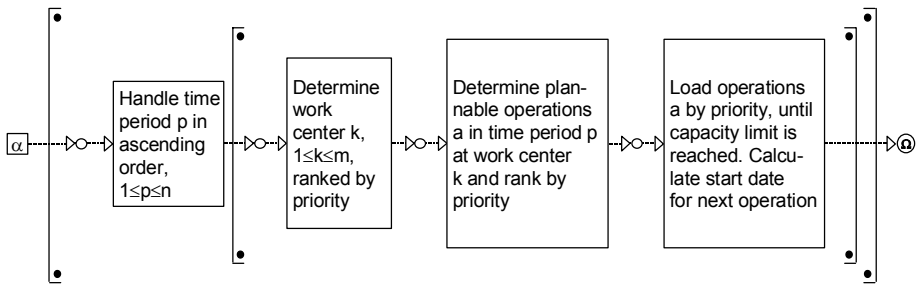 α
Handle time
period p in
ascending
order,
1≤p≤n
Determine
work
center k,
1≤k≤m,
ranked by
priority
Determine plan-
nable operations
a in time period p
at work center
k and rank by
priority
Load operations
a by priority, until
capacity limit is
reached. Calcu-
late start date
for next operation
Ω